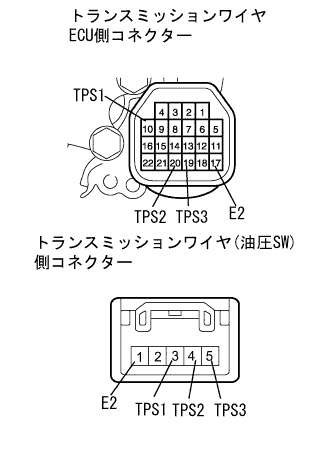 トランスミッションワイヤ
ECU側コネクター
TPS1
4 3 2 1
10 9 8 7 6 5
16 15 14 13 12 11
22 21 20 19 18 17
TPS2 TPS3 E2
トランスミッションワイヤ(油圧SW)
側コネクター
1 2 3 4 5
E2 TPS1 TPS2 TPS3